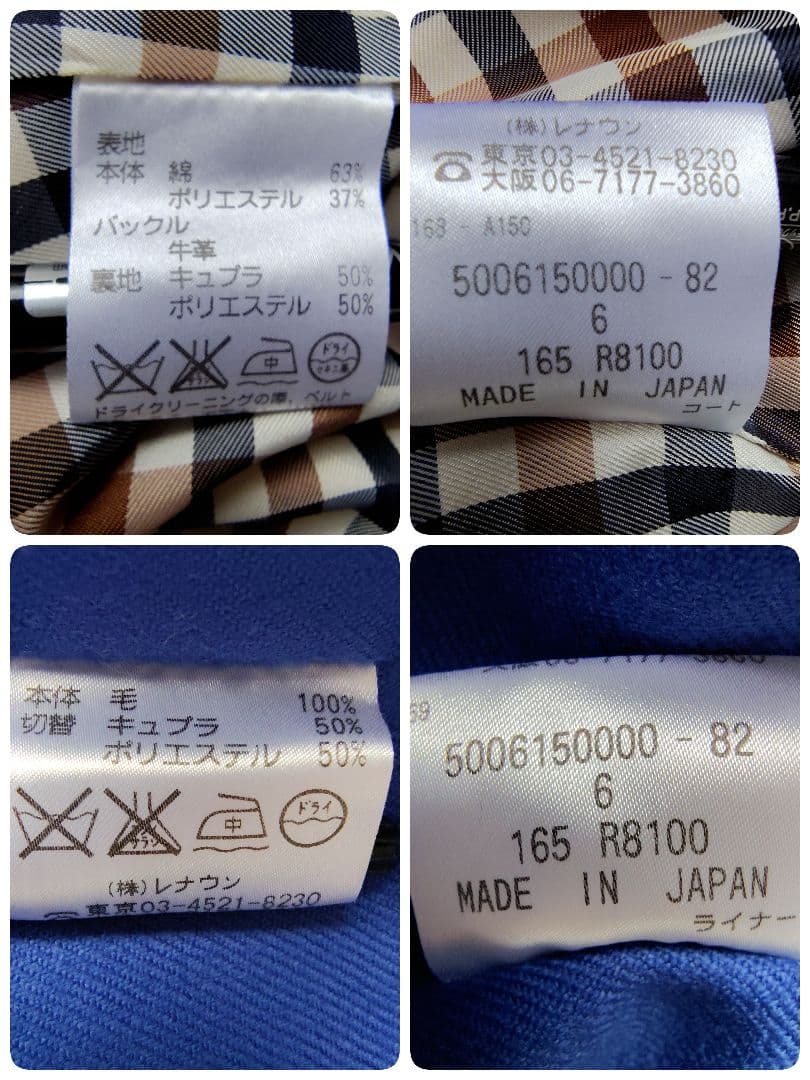 表地
本体 綿 63%
ポリエステル 37%
バックル
牛革
裏地 キュプラ 50%
ポリエステル 50%
中
ドライ
ドライクリーニングの際、ベルト
(株)レナウン
東京03-4521-8230
大阪06-7177-3860
168 - A150
5006150000 - 82
6
165 R8100
MADE IN JAPAN
コート
本体 毛 100%
切替 キュプラ 50%
ポリエステル 50%
中
ドライ
(株)レナウン
東京03-4521-8230
5006150000 - 82
6
165 R8100
MADE IN JAPAN
ライナー